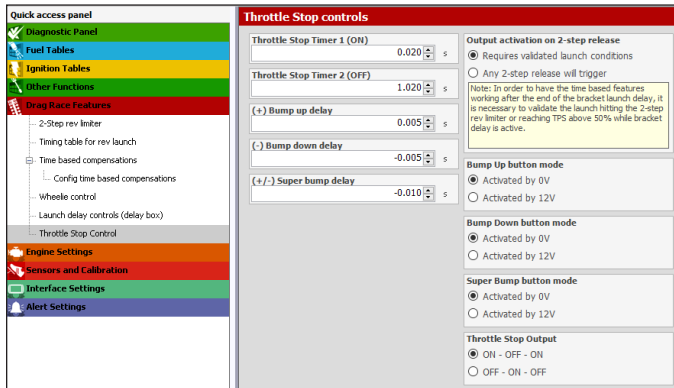 Quick access panel
Diagnostic Panel
Fuel Tables
Ignition Tables
Other Functions
Drag Race Features
2-Step rev limiter
Timing table for rev launch
Time based compensations
Config time based compensations
Wheelie control
Launch delay controls (delay box)
Throttle Stop Control
Engine Settings
Sensors and Calibration
Interface Settings
Alert Settings
Throttle Stop controls
Throttle Stop Timer 1 (ON)
0.020 s
Throttle Stop Timer 2 (OFF)
1.020 s
(+) Bump up delay
0.005 s
(-) Bump down delay
-0.005 s
(+/-) Super bump delay
-0.010 s
Output activation on 2-step release
Requires validated launch conditions
Any 2-step release will trigger
Note: In order to have the time based features
working after the end of the bracket launch delay, it
is necessary to validate the launch hitting the 2-step
rev limiter or reaching TPS above 50% while bracket
delay is active.
Bump Up button mode
Activated by 0V
Activated by 12V
Bump Down button mode
Activated by 0V
Activated by 12V
Super Bump button mode
Activated by 0V
Activated by 12V
Throttle Stop Output
ON - OFF - ON
OFF - ON - OFF